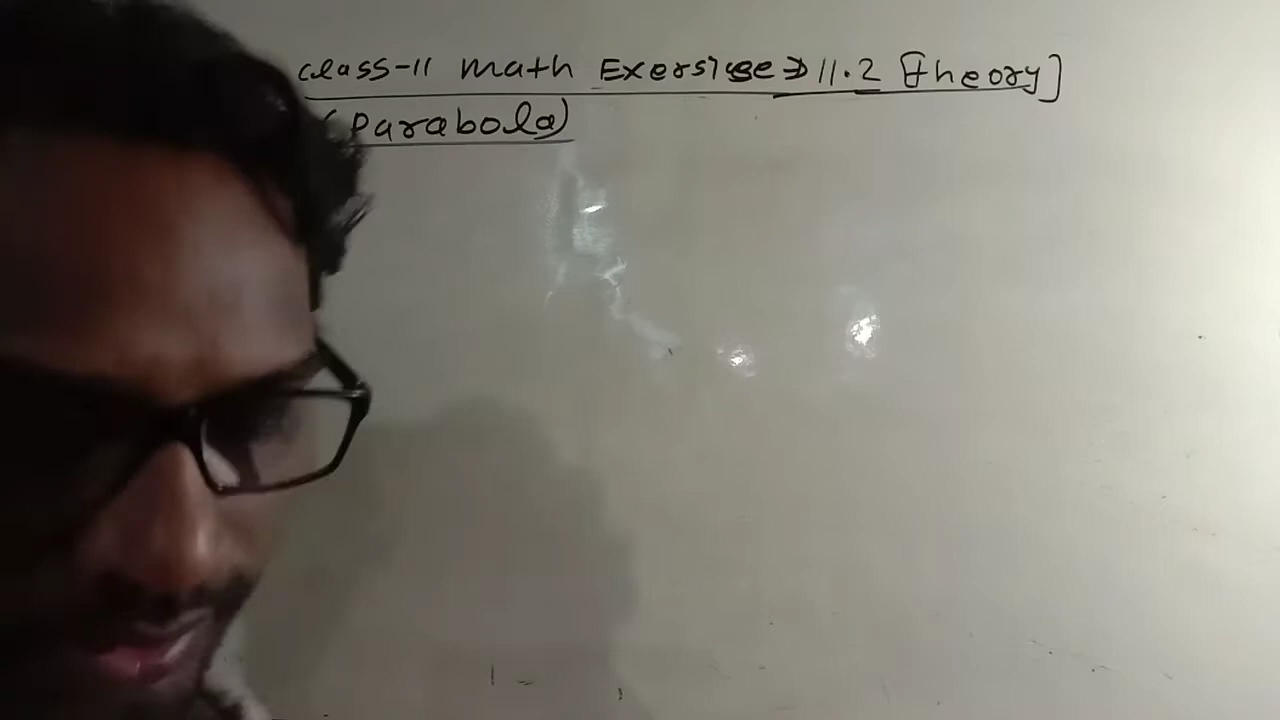 class-11 math Exersise → 11.2 [theory]
(Parabola)